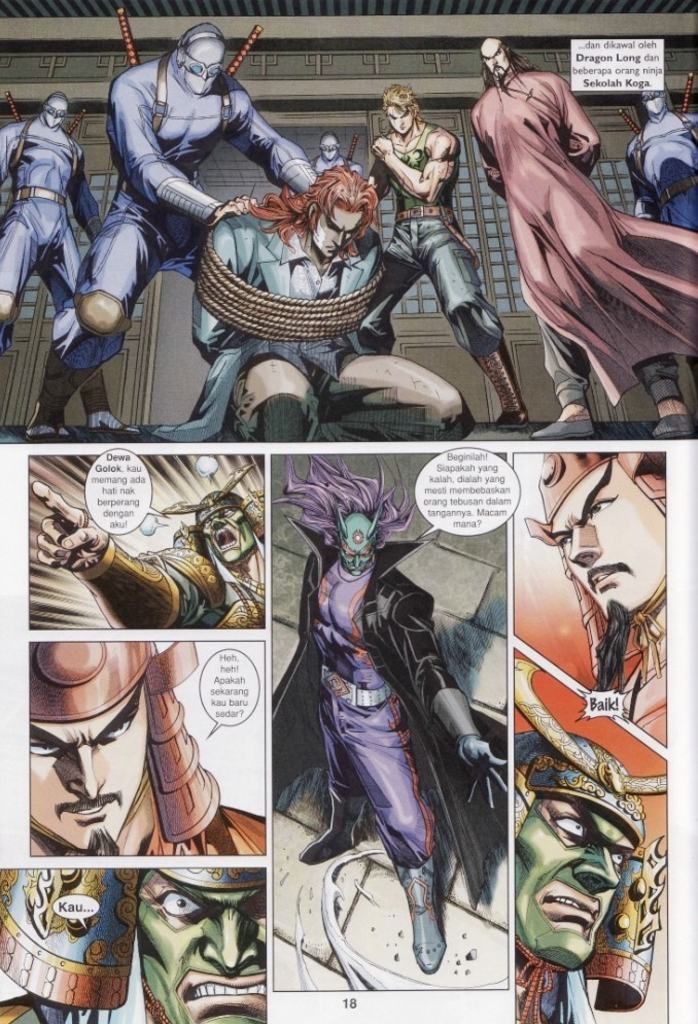 ...dan dikawal oleh
Dragon Long dan
beberapa orang ninja
Sekolah Koga.
Dewa
Golok, kau
memang ada
hati nak
berperang
dengan
aku!
Heh,
heh!
Apakah
sekarang
kau baru
sedar?
Kau...
Beginilah!
Siapakah yang
kalah, dialah yang
mesti membebaskan
orang tebusan dari
tangannya. Macam
mana?
Baik!
18